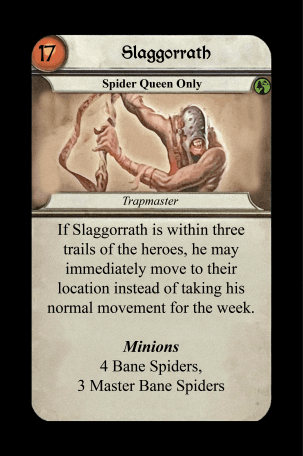 17 Slaggorrath
Spider Queen Only
Trapmaster
If Slaggorrath is within three
trails of the heroes, he may
immediately move to their
location instead of taking his
normal movement for the week.
Minions
4 Bane Spiders,
3 Master Bane Spiders